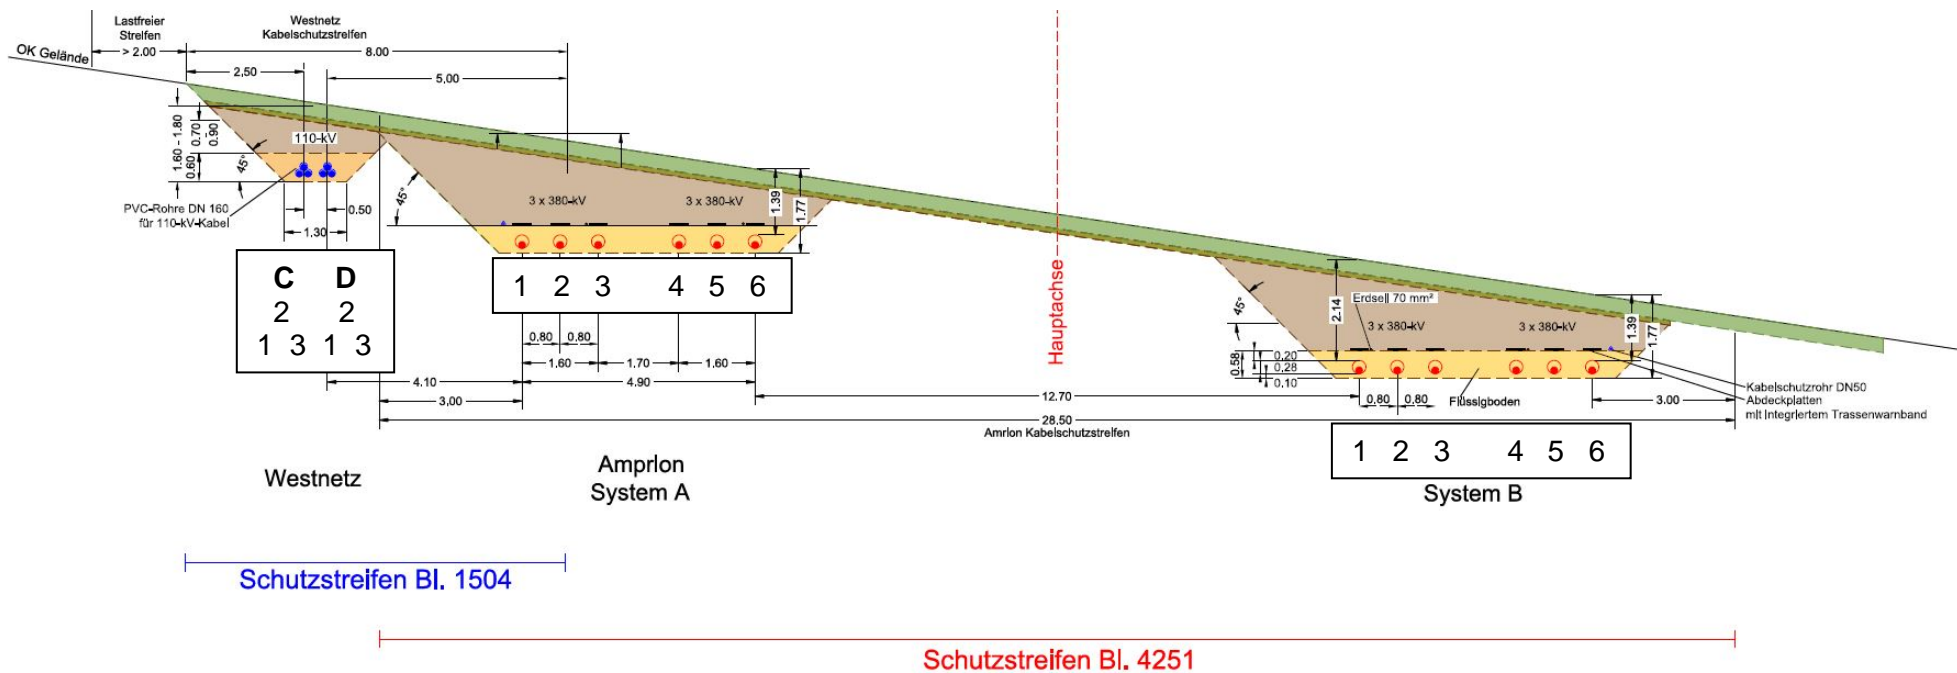 Lastfreier
Streifen
> 2.00
Westnetz
Kabelschutzstreifen
8.00
OK Gelände
2,50
5,00
1.60 - 1.80
0.70
0.90
0.60
45°
110-kV
PVC-Rohre DN 160
für 110-kV-Kabel
0.50
1.30
C D
2 2
1 3 1 3
45°
3 x 380-kV
3 x 380-kV
1.39
1.77
1 2 3 4 5 6
0.80
0.80
1.60
1.70
1.60
4.10
4.90
3,00
12.70
28.50
Amrion Kabelschutzstreifen
Hauptachse
45°
2.14
Erdseil 70 mm²
3 x 380-kV
3 x 380-kV
1.39
1.77
0.58
0,20
0,28
0,10
0,80
0,80
Flüssigboden
3.00
Kabelschutzrohr DN50
Abdeckplatten
mit integriertem Trassenwarnband
1 2 3 4 5 6
Westnetz
Amprion
System A
System B
Schutzstreifen Bl. 1504
Schutzstreifen Bl. 4251